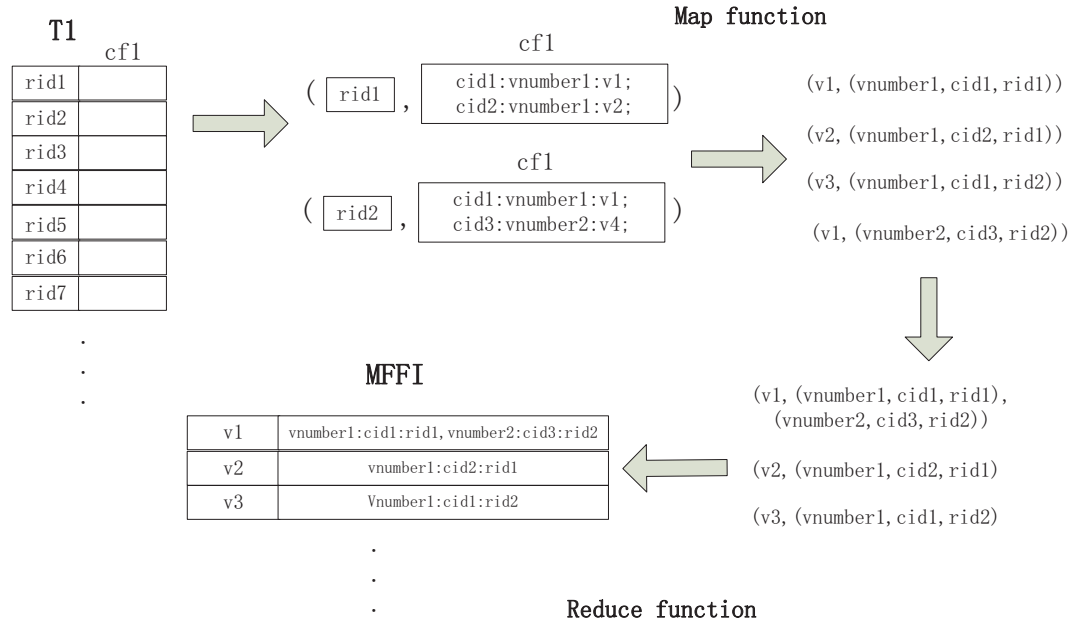 Map function
T1
cf1
rid1
rid2
rid3
rid4
rid5
rid6
rid7
.
.
.
cf1
( rid1 , cid1:vnumber1:v1;
cid2:vnumber1:v2; )
cf1
( rid2 , cid1:vnumber1:v1;
cid3:vnumber2:v4; )
(v1, (vnumber1, cid1, rid1))
(v2, (vnumber1, cid2, rid1))
(v3, (vnumber1, cid1, rid2))
(v1, (vnumber2, cid3, rid2))
(v1, (vnumber1, cid1, rid1),
(vnumber2, cid3, rid2))
(v2, (vnumber1, cid2, rid1)
(v3, (vnumber1, cid1, rid2)
MFFI
v1 vnumber1:cid1:rid1, vnumber2:cid3:rid2
v2 vnumber1:cid2:rid1
v3 Vnumber1:cid1:rid2
.
.
.
Reduce function